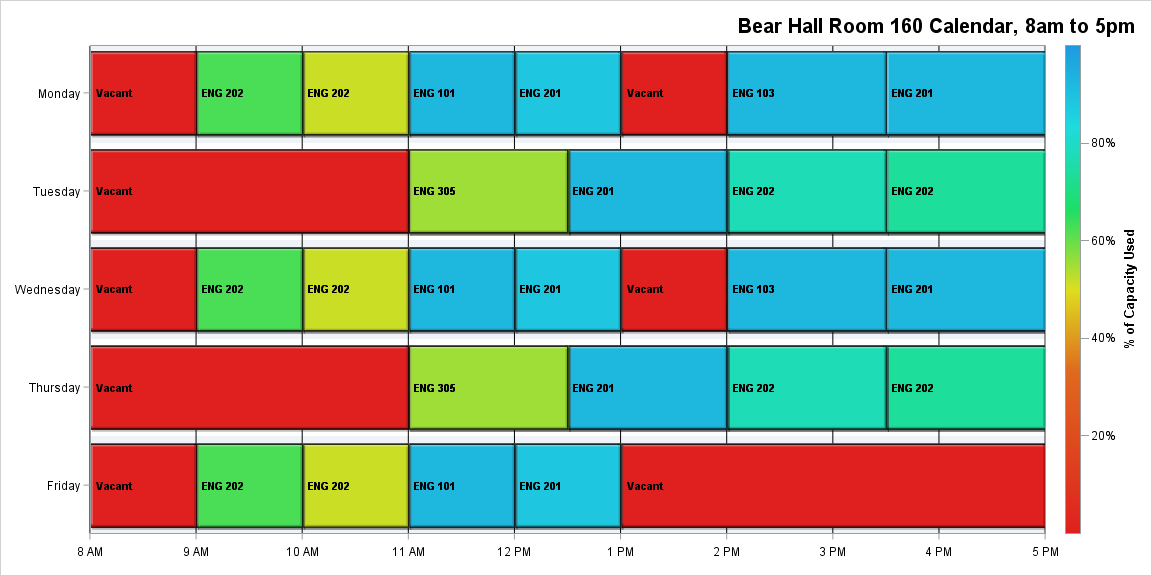 Bear Hall Room 160 Calendar, 8am to 5pm
Monday
Vacant
ENG 202
ENG 202
ENG 101
ENG 201
Vacant
ENG 103
ENG 201
Tuesday
Vacant
ENG 305
ENG 201
ENG 202
ENG 202
Wednesday
Vacant
ENG 202
ENG 202
ENG 101
ENG 201
Vacant
ENG 103
ENG 201
Thursday
Vacant
ENG 305
ENG 201
ENG 202
ENG 202
Friday
Vacant
ENG 202
ENG 202
ENG 101
ENG 201
Vacant
8 AM
9 AM
10 AM
11 AM
12 PM
1 PM
2 PM
3 PM
4 PM
5 PM
80%
60%
40%
20%
% of Capacity Used